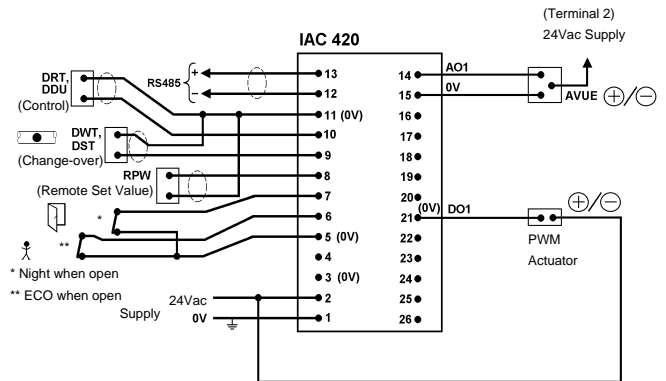 (Terminal 2)
24Vac Supply
IAC 420
DRT,
DDU
(Control)
RS485 { + −
DWT,
DST
(Change-over)
RPW
(Remote Set Value)
*
**
* Night when open
** ECO when open
24Vac
Supply
0V
13
12
11 (0V)
10
9
8
7
6
5 (0V)
4
3 (0V)
2
1
14 AO1
15 0V
16
17
18
19
20
(0V)
21 DO1
22
23
24
25
26
AVUE +/−
+/−
PWM
Actuator